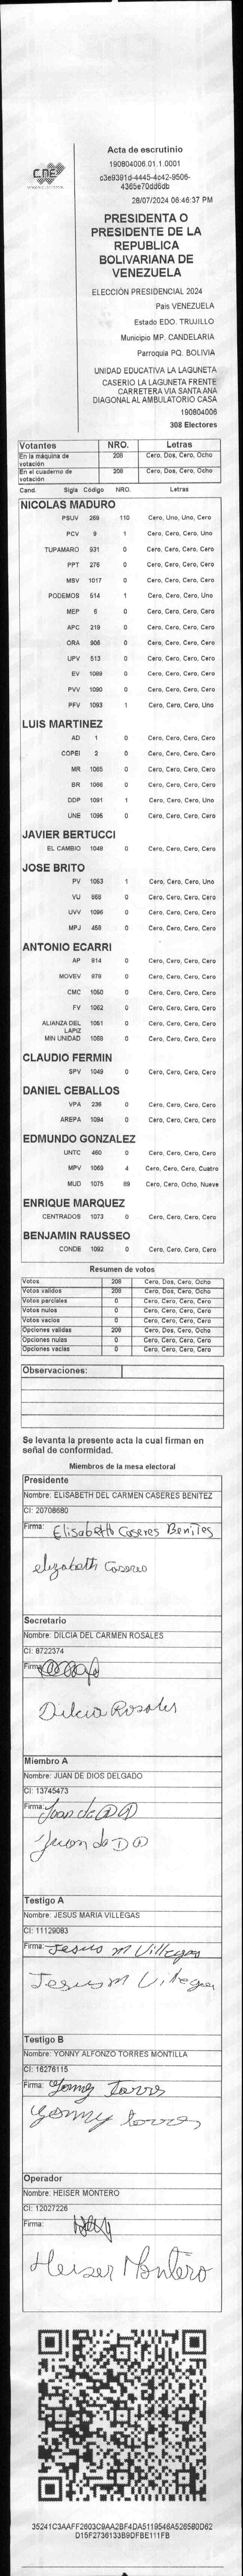 CNE
Acta de escrutinio
190804006.01.1.0001
c3e9391d-4445-4c42-9506-
4365e70dd6db
28/07/2024 06:46:37 PM
PRESIDENTA O
PRESIDENTE DE LA
REPUBLICA
BOLIVARIANA DE
VENEZUELA
ELECCIÓN PRESIDENCIAL 2024
Pais VENEZUELA
Estado EDO. TRUJILLO
Municipio MP. CANDELARIA
Parroquia PQ. BOLIVIA
UNIDAD EDUCATIVA LA LAGUNETA
CASERIO LA LAGUNETA FRENTE
CARRETERA VIA SANTA ANA
DIAGONAL AL AMBULATORIO CASA
190804006
308 Electores
Votantes NRO. Letras
En la máquina de votación 208 Cero, Dos, Cero, Ocho
En el cuaderno de votación 208 Cero, Dos, Cero, Ocho
Cand. Sigla Código NRO. Letras
NICOLAS MADURO
PSUV 269 110 Cero, Uno, Uno, Cero
PCV 9 1 Cero, Cero, Cero, Uno
TUPAMARO 931 0 Cero, Cero, Cero, Cero
PPT 276 0 Cero, Cero, Cero, Cero
MSV 1017 0 Cero, Cero, Cero, Cero
PODEMOS 514 1 Cero, Cero, Cero, Uno
MEP 6 0 Cero, Cero, Cero, Cero
APC 219 0 Cero, Cero, Cero, Cero
ORA 906 0 Cero, Cero, Cero, Cero
UPV 513 0 Cero, Cero, Cero, Cero
EV 1089 0 Cero, Cero, Cero, Cero
PVV 1090 0 Cero, Cero, Cero, Cero
PFV 1093 1 Cero, Cero, Cero, Uno
LUIS MARTINEZ
AD 1 0 Cero, Cero, Cero, Cero
COPEI 2 0 Cero, Cero, Cero, Cero
MR 1065 0 Cero, Cero, Cero, Cero
BR 1066 0 Cero, Cero, Cero, Cero
DDP 1091 1 Cero, Cero, Cero, Uno
UNE 1095 0 Cero, Cero, Cero, Cero
JAVIER BERTUCCI
EL CAMBIO 1048 0 Cero, Cero, Cero, Cero
JOSE BRITO
PV 1053 1 Cero, Cero, Cero, Uno
VU 868 0 Cero, Cero, Cero, Cero
UVV 1096 0 Cero, Cero, Cero, Cero
MPJ 458 0 Cero, Cero, Cero, Cero
ANTONIO ECARRI
AP 814 0 Cero, Cero, Cero, Cero
MOVEV 979 0 Cero, Cero, Cero, Cero
CMC 1050 0 Cero, Cero, Cero, Cero
FV 1062 0 Cero, Cero, Cero, Cero
ALIANZA DEL LAPIZ 1051 0 Cero, Cero, Cero, Cero
MIN UNIDAD 1088 0 Cero, Cero, Cero, Cero
CLAUDIO FERMIN
SPV 1049 0 Cero, Cero, Cero, Cero
DANIEL CEBALLOS
VPA 236 0 Cero, Cero, Cero, Cero
AREPA 1094 0 Cero, Cero, Cero, Cero
EDMUNDO GONZALEZ
UNTC 460 0 Cero, Cero, Cero, Cero
MPV 1069 4 Cero, Cero, Cero, Cuatro
MUD 1075 89 Cero, Cero, Ocho, Nueve
ENRIQUE MARQUEZ
CENTRADOS 1073 0 Cero, Cero, Cero, Cero
BENJAMIN RAUSSEO
CONDE 1092 0 Cero, Cero, Cero, Cero
Resumen de votos
Votos 208 Cero, Dos, Cero, Ocho
Votos validos 208 Cero, Dos, Cero, Ocho
Votos parciales 0 Cero, Cero, Cero, Cero
Votos nulos 0 Cero, Cero, Cero, Cero
Votos vacios 0 Cero, Cero, Cero, Cero
Opciones validas 208 Cero, Dos, Cero, Ocho
Opciones nulas 0 Cero, Cero, Cero, Cero
Opciones vacias 0 Cero, Cero, Cero, Cero
Observaciones:
Se levanta la presente acta la cual firman en
señal de conformidad.
Miembros de la mesa electoral
Presidente
Nombre: ELISABETH DEL CARMEN CASERES BENITEZ
CI: 20708680
Firma: Elisabeth Caseres Benites
elizabeth Caseres
Secretario
Nombre: DILCIA DEL CARMEN ROSALES
CI: 8722374
Firma:
Dilcia Rosales
Miembro A
Nombre: JUAN DE DIOS DELGADO
CI: 13745473
Firma: Juan de D D
Juan de D D
Testigo A
Nombre: JESUS MARIA VILLEGAS
CI: 11129083
Firma: Jesus M Villegas
Jesus M Villegas
Testigo B
Nombre: YONNY ALFONZO TORRES MONTILLA
CI: 16276115
Firma: Yonny Torres
Yonny torres
Operador
Nombre: HEISER MONTERO
CI: 12027226
Firma:
Heiser Montero
35241C3AAFF2603C9AA2BF4DA5119546A526580D62
D15F2736133B9DFBE111FB